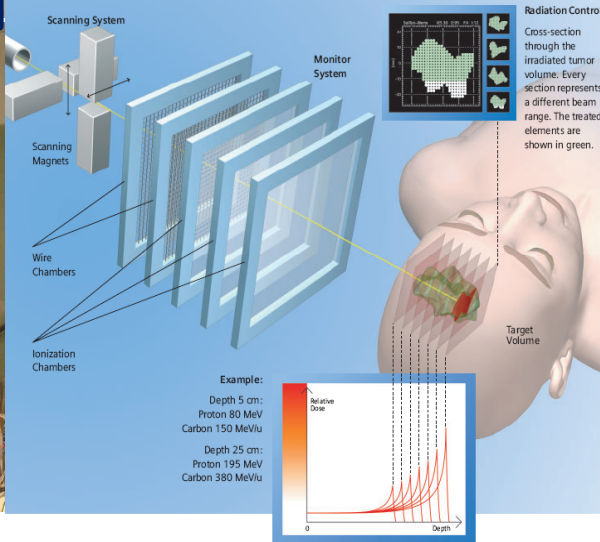 Scanning System
Monitor
System
Scanning
Magnets
Wire
Chambers
Ionization
Chambers
Radiation Control
Cross-section
through the
irradiated tumor
volume. Every
section represents
a different beam
range. The treated
elements are
shown in green.
Target
Volume
Example:
Depth 5 cm:
Proton 80 MeV
Carbon 150 MeV/u
Depth 25 cm:
Proton 195 MeV
Carbon 380 MeV/u
Relative
Dose
0
Depth